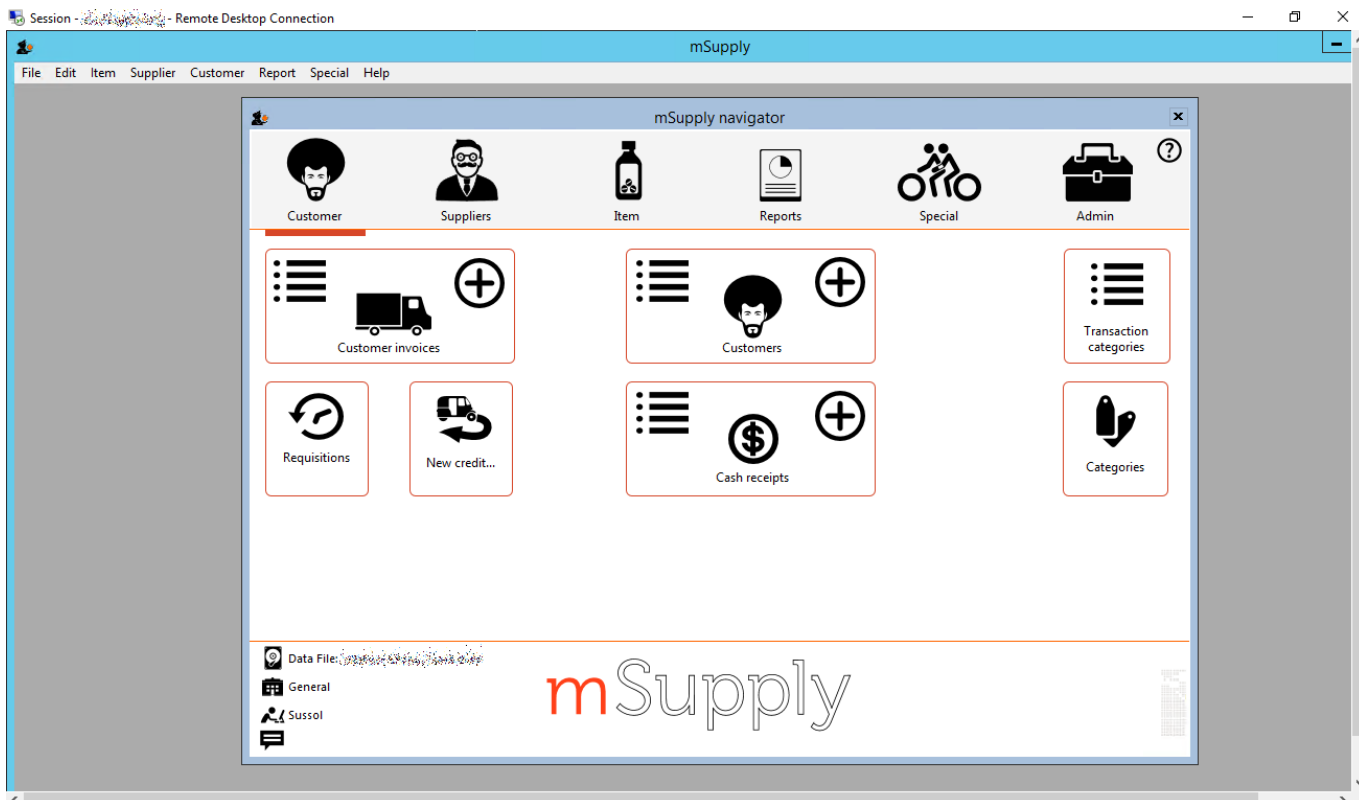 Session - - Remote Desktop Connection
mSupply
File Edit Item Supplier Customer Report Special Help
mSupply navigator
Customer Suppliers Item Reports Special Admin
Customer invoices
Customers
Transaction
categories
Requisitions
New credit...
Cash receipts
Categories
Data File:
General
Sussol
mSupply